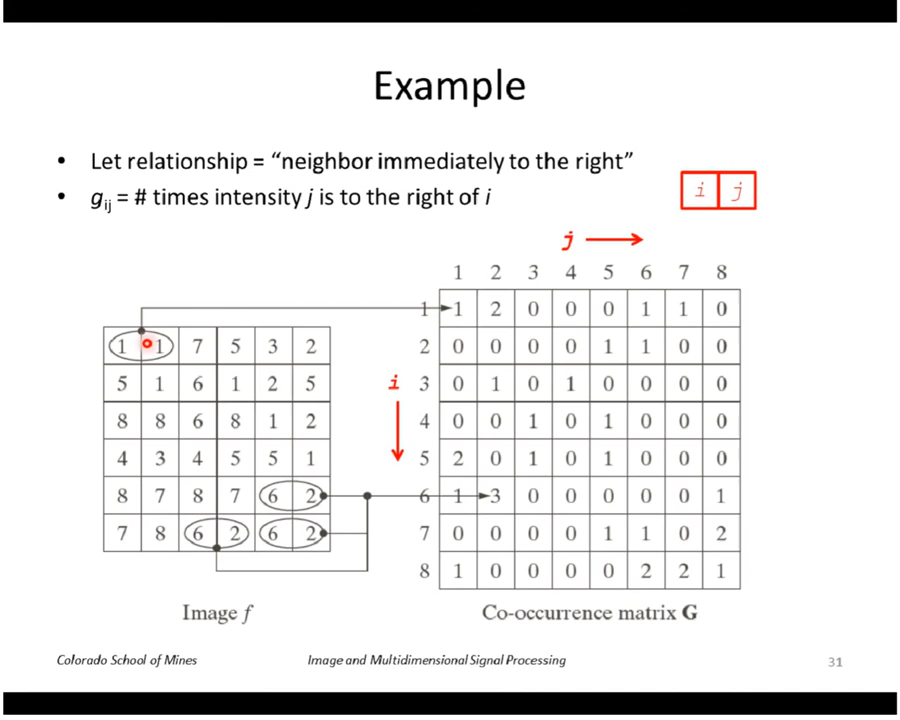 Example
• Let relationship = “neighbor immediately to the right”
• gij = # times intensity j is to the right of i
i j
j
1 2 3 4 5 6 7 8
1 1 2 0 0 0 1 1 0
1 1 7 5 3 2
2 0 0 0 0 1 1 0 0
5 1 6 1 2 5
i
3 0 1 0 1 0 0 0 0
8 8 6 8 1 2
4 0 0 1 0 1 0 0 0
4 3 4 5 5 1
5 2 0 1 0 1 0 0 0
8 7 8 7 6 2
6 1 3 0 0 0 0 0 1
7 8 6 2 6 2
7 0 0 0 0 1 1 0 2
8 1 0 0 0 0 2 2 1
Image f
Co-occurrence matrix G
Colorado School of Mines
Image and Multidimensional Signal Processing
31